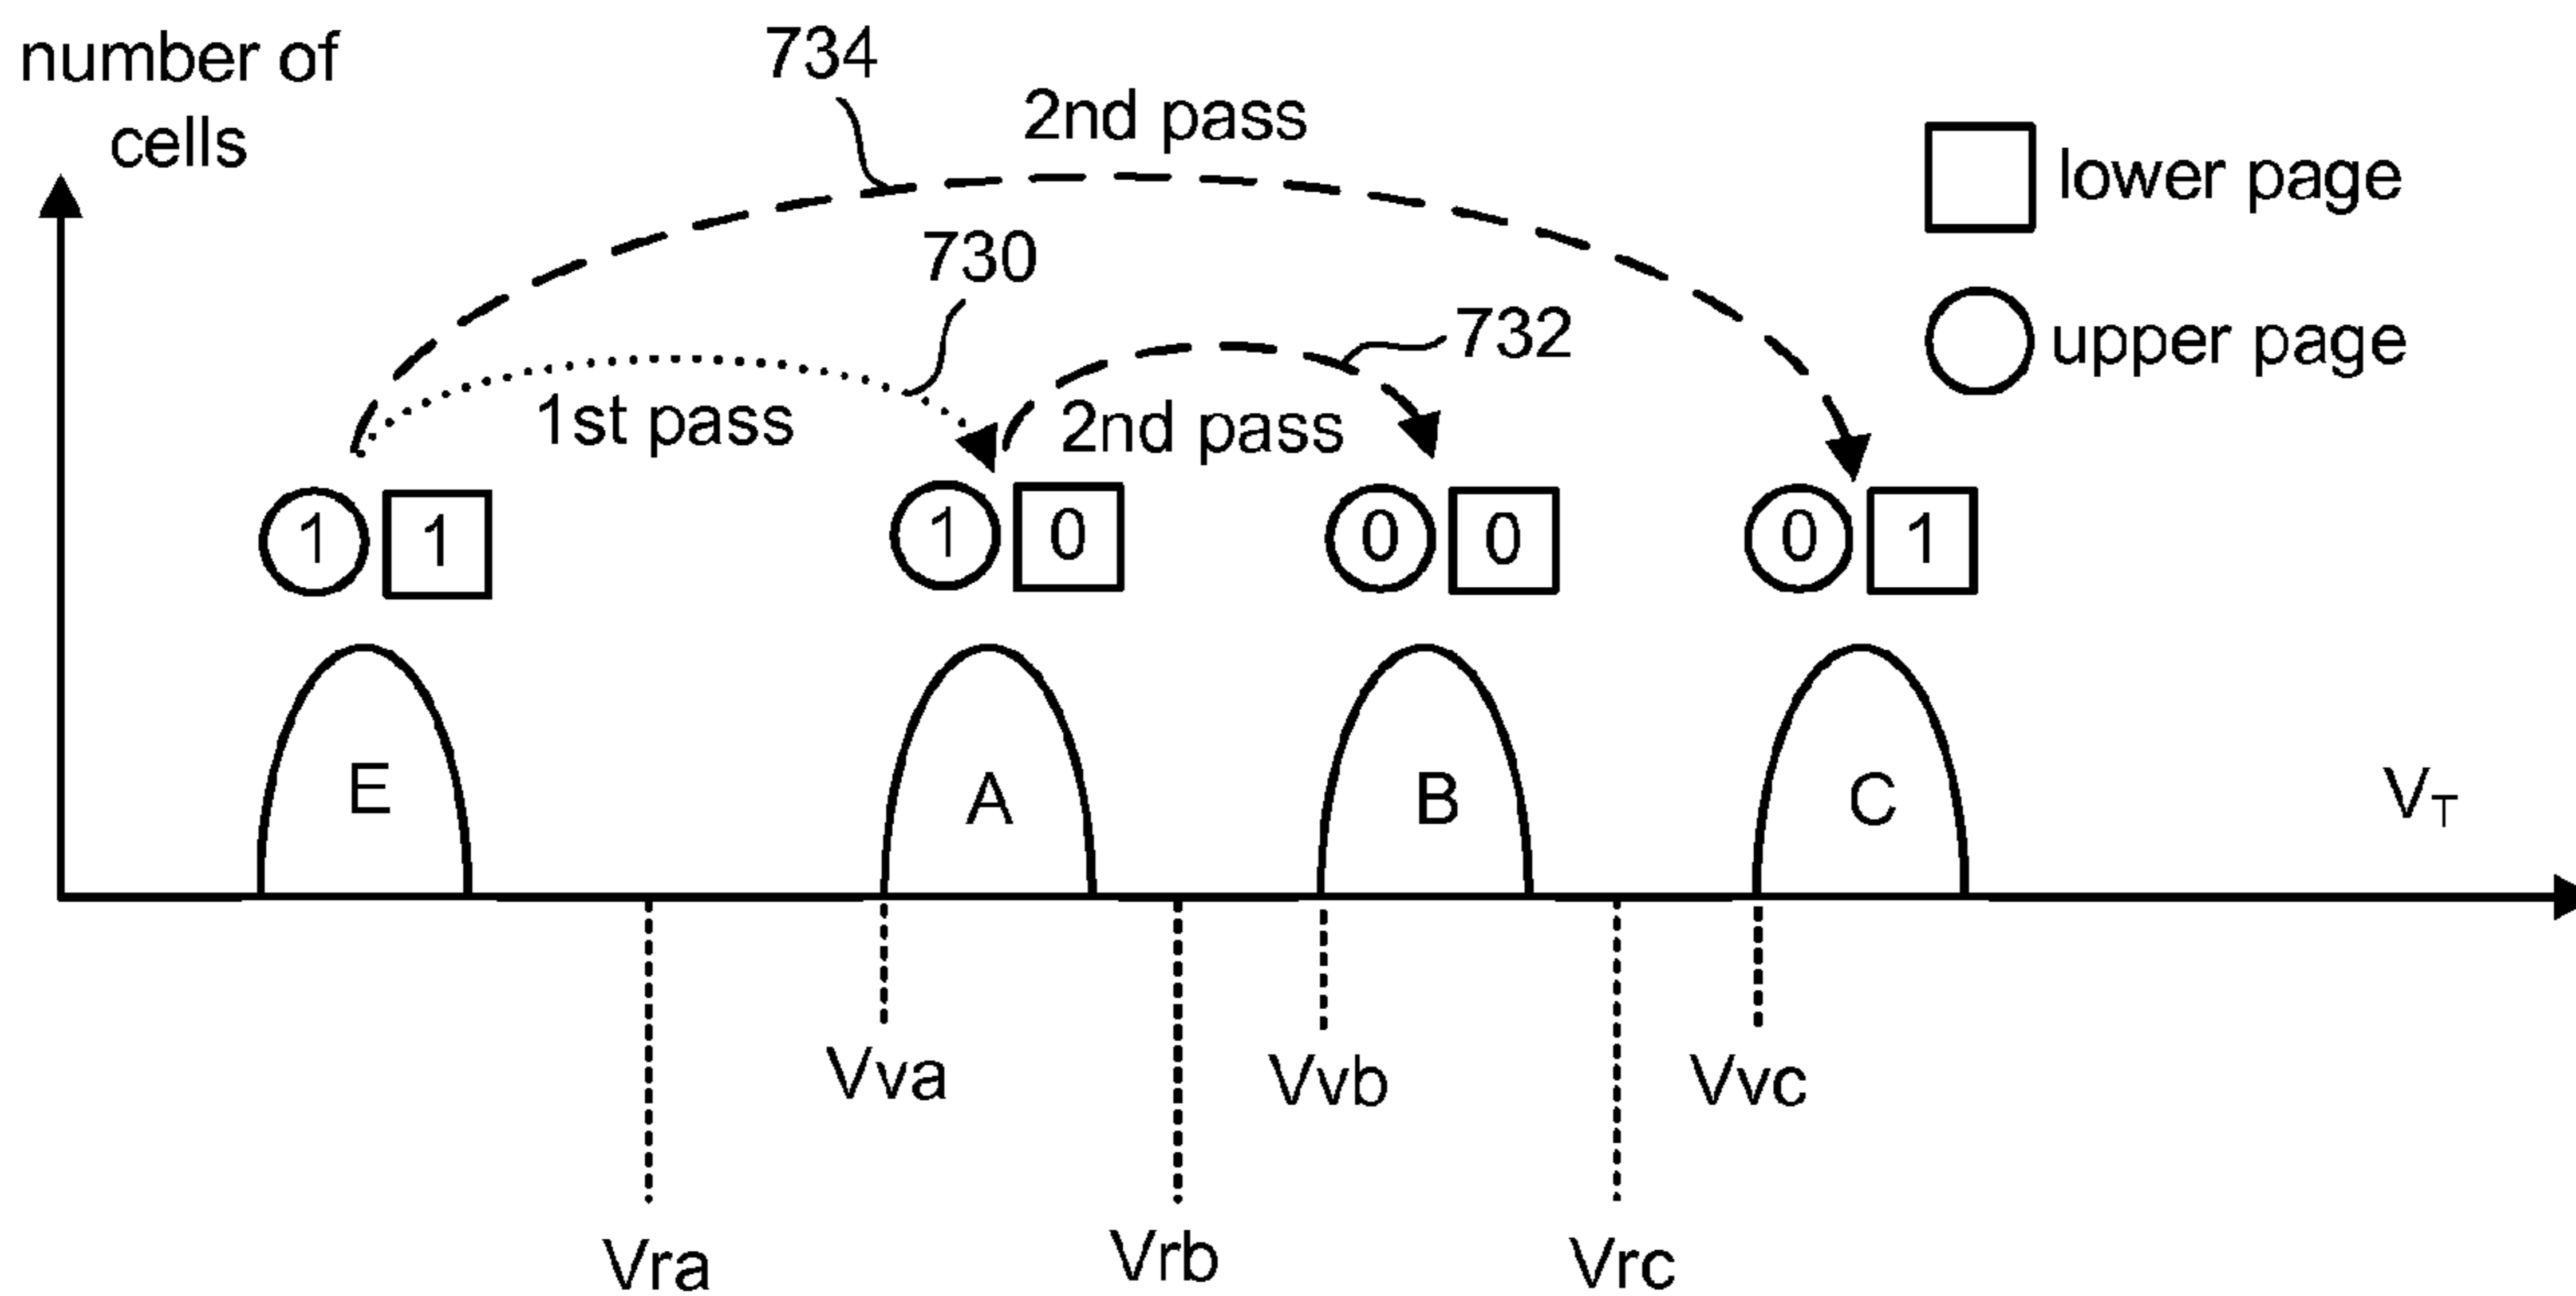 number of
cells
734
2nd pass
lower page
730
732
upper page
1st pass
2nd pass
1 1
1 0
0 0
0 1
E
A
B
C
VT
Vva
Vvb
Vvc
Vra
Vrb
Vrc